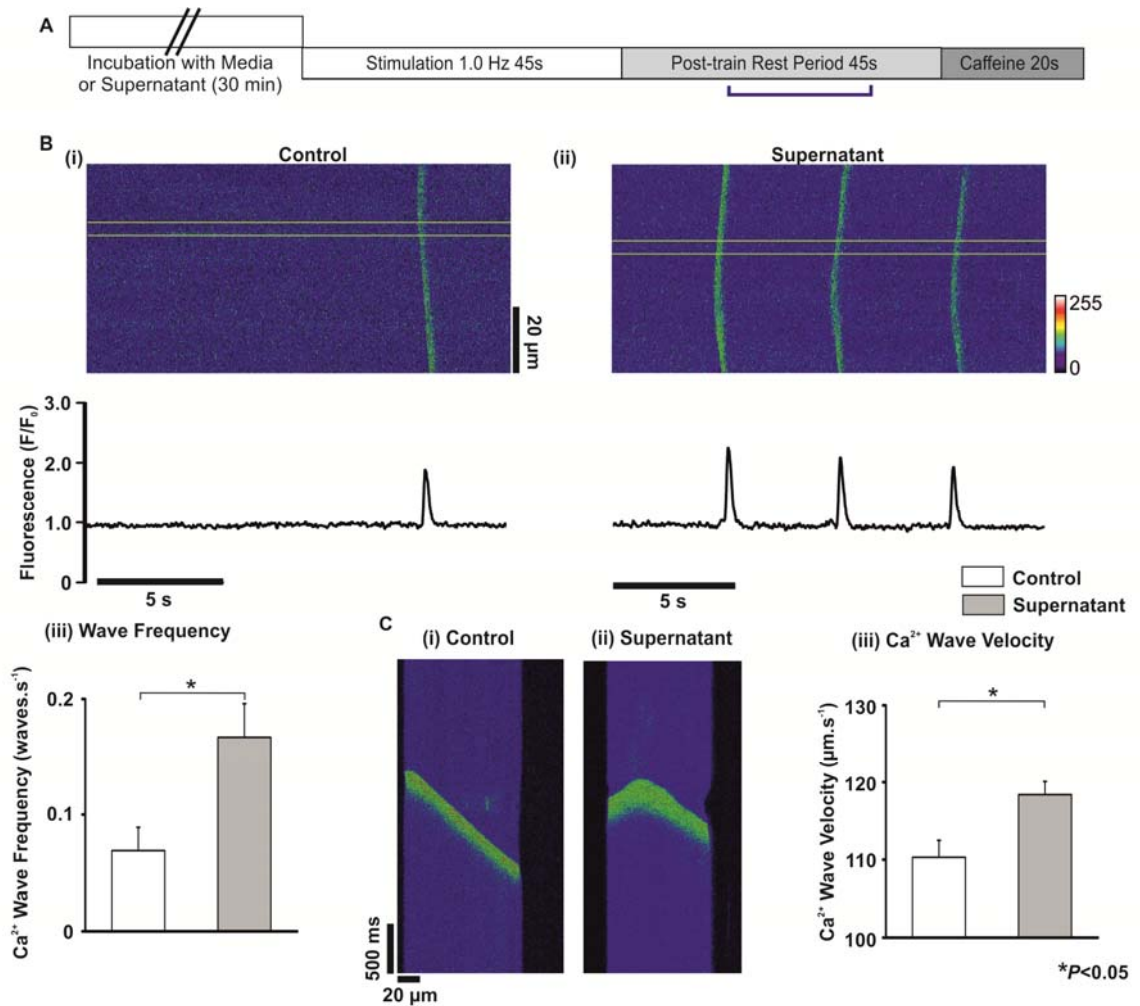 A
Incubation with Media
or Supernatant (30 min)
Stimulation 1.0 Hz 45s
Post-train Rest Period 45s
Caffeine 20s
B
(i)
Control
(ii)
Supernatant
20 µm
255
0
Fluorescence (F/F₀)
3.0
2.0
1.0
0
5 s
5 s
Control
Supernatant
(iii) Wave Frequency
Ca²⁺ Wave Frequency (waves.s⁻¹)
0.2
0.1
0
*
C
(i) Control
(ii) Supernatant
500 ms
20 µm
(iii) Ca²⁺ Wave Velocity
Ca²⁺ Wave Velocity (µm.s⁻¹)
130
120
110
100
*
*P<0.05